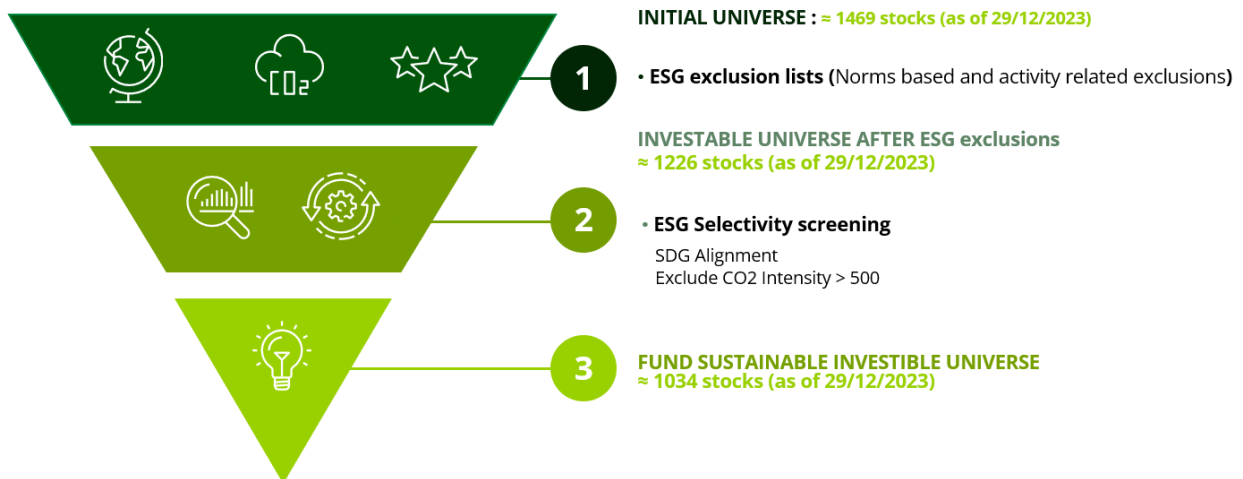 INITIAL UNIVERSE : ≈ 1469 stocks (as of 29/12/2023)
CO2
1
• ESG exclusion lists (Norms based and activity related exclusions)
INVESTABLE UNIVERSE AFTER ESG exclusions
≈ 1226 stocks (as of 29/12/2023)
2
• ESG Selectivity screening
SDG Alignment
Exclude CO2 Intensity > 500
3
FUND SUSTAINABLE INVESTIBLE UNIVERSE
≈ 1034 stocks (as of 29/12/2023)